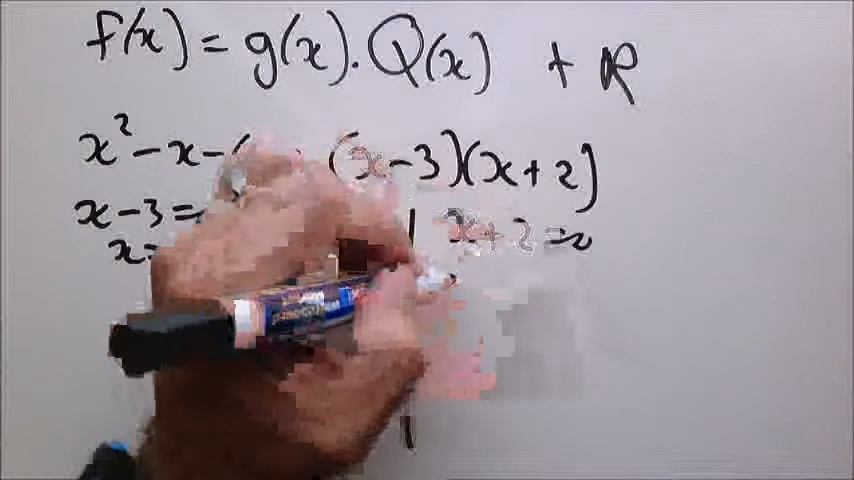 f(x) = g(x). Q(x) + R
x² - x - (x-3)(x+2)
x - 3 = x + 2 =
x =